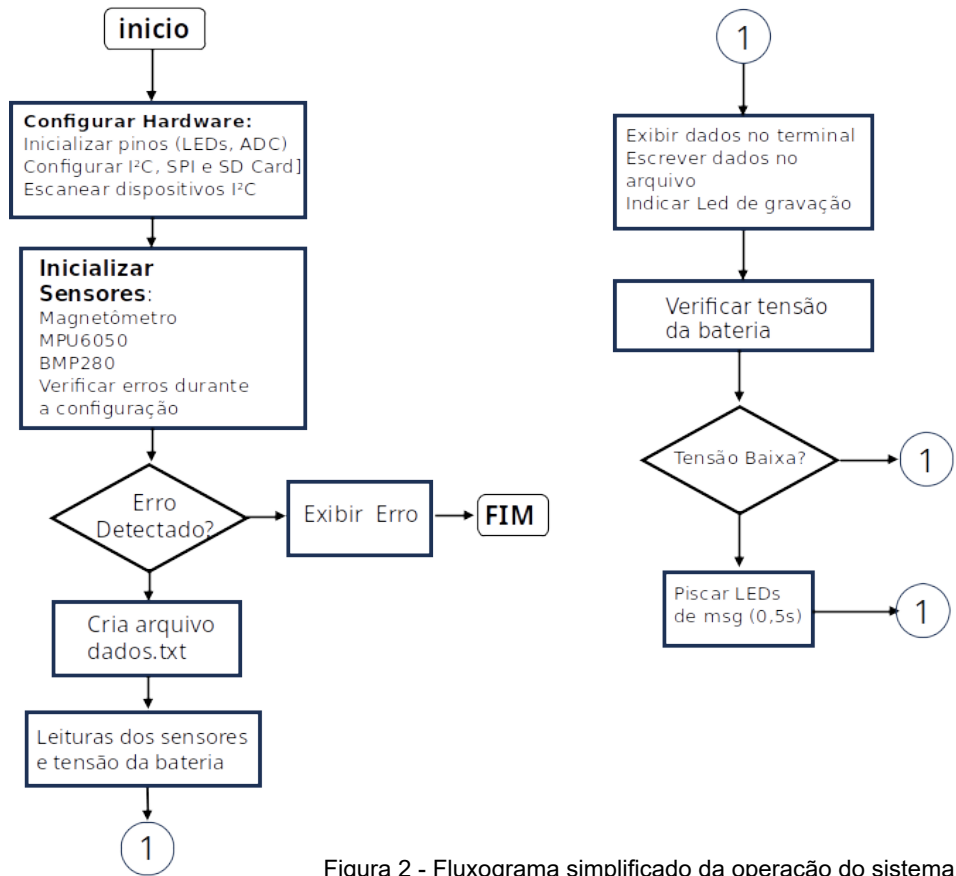 inicio
Configurar Hardware:
Inicializar pinos (LEDs, ADC)
Configurar I²C, SPI e SD Card]
Escanear dispositivos I²C
Inicializar
Sensores:
Magnetômetro
MPU6050
BMP280
Verificar erros durante
a configuração
Erro
Detectado?
Exibir Erro
FIM
Cria arquivo
dados.txt
Leituras dos sensores
e tensão da bateria
1
1
Exibir dados no terminal
Escrever dados no
arquivo
Indicar Led de gravação
Verificar tensão
da bateria
Tensão Baixa?
1
Piscar LEDs
de msg (0,5s)
1
Figura 2 - Fluxograma simplificado da operação do sistema